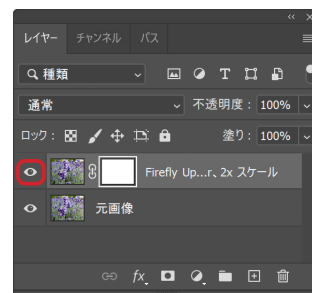 レイヤー チャンネル パス
種類
通常 不透明度: 100%
ロック: 塗り: 100%
Firefly Up...r、2x スケール
元画像
fx